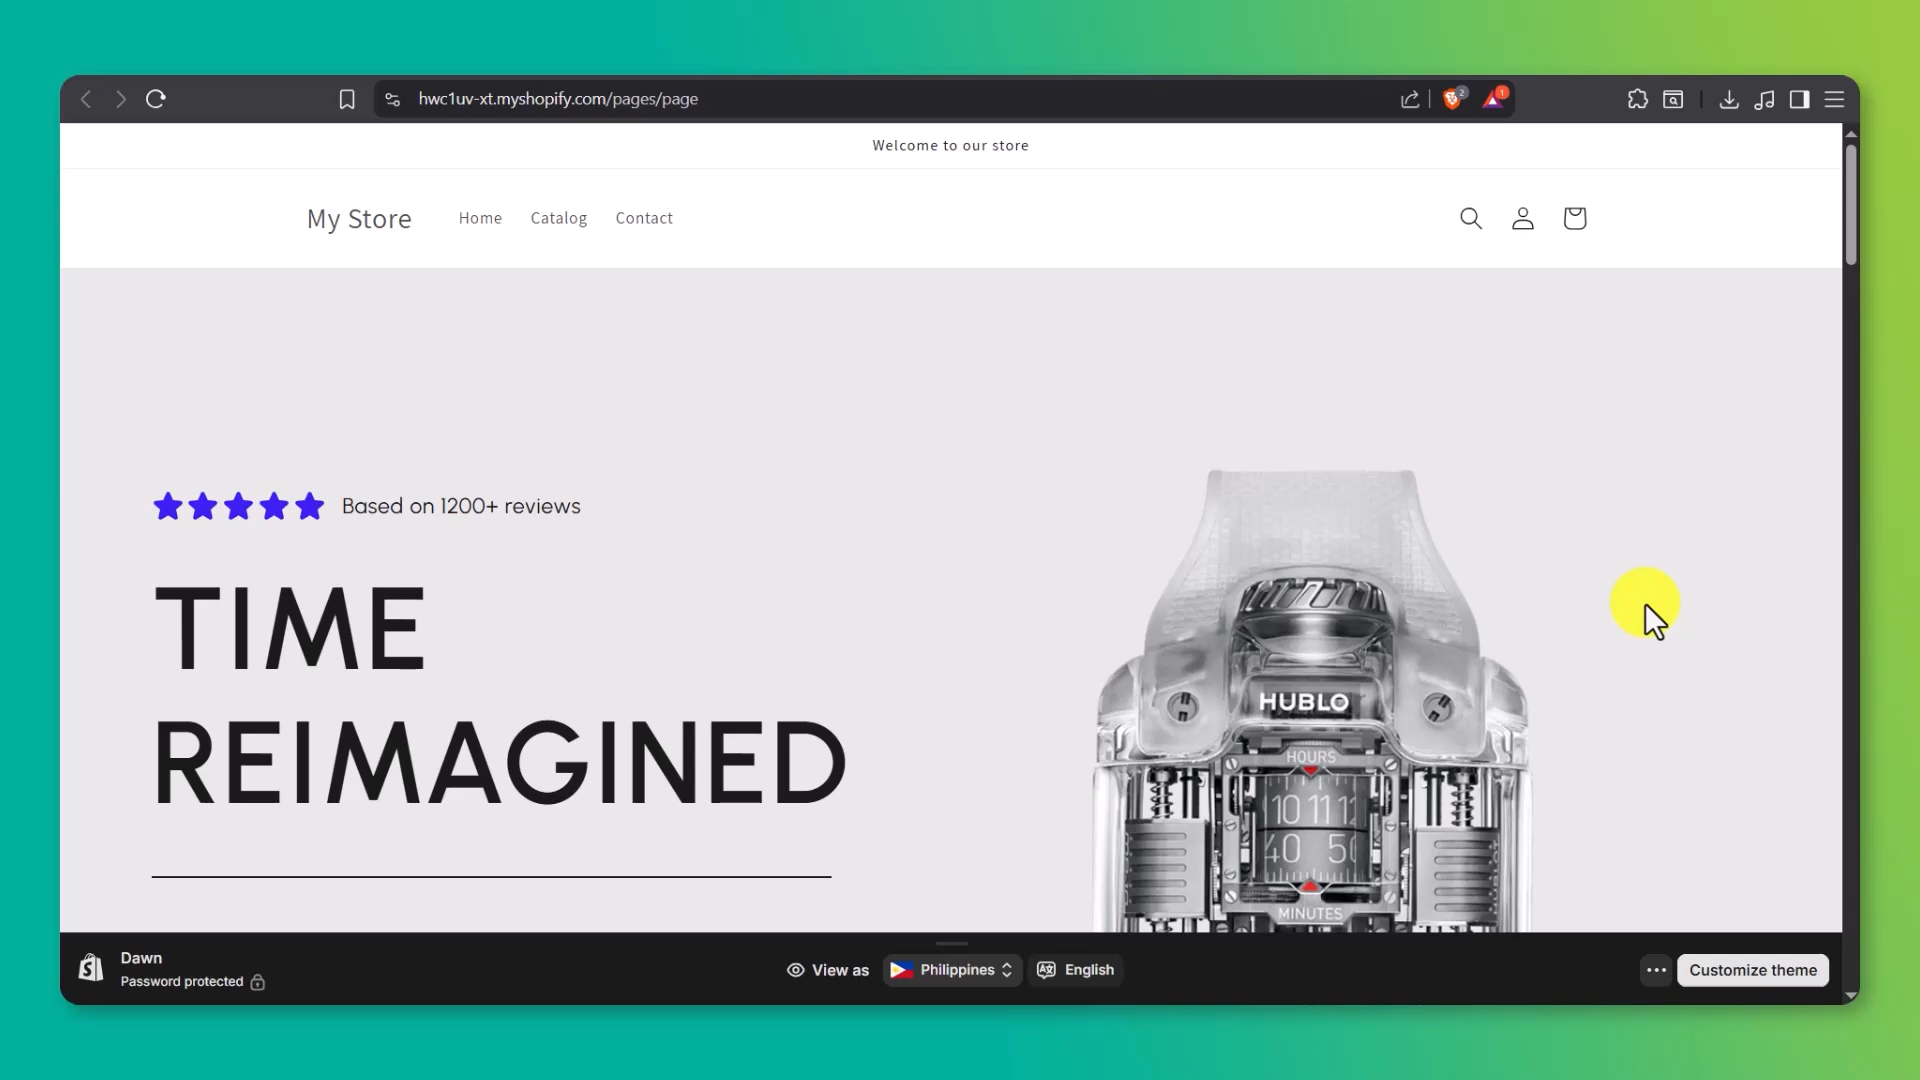 hwc1uv-xt.myshopify.com/pages/page
2
1
Welcome to our store
My Store
Home
Catalog
Contact
Based on 1200+ reviews
TIME
REIMAGINED
HUBLO
HOURS
10 11 12
40 50
MINUTES
Dawn
Password protected
View as
Philippines
English
Customize theme